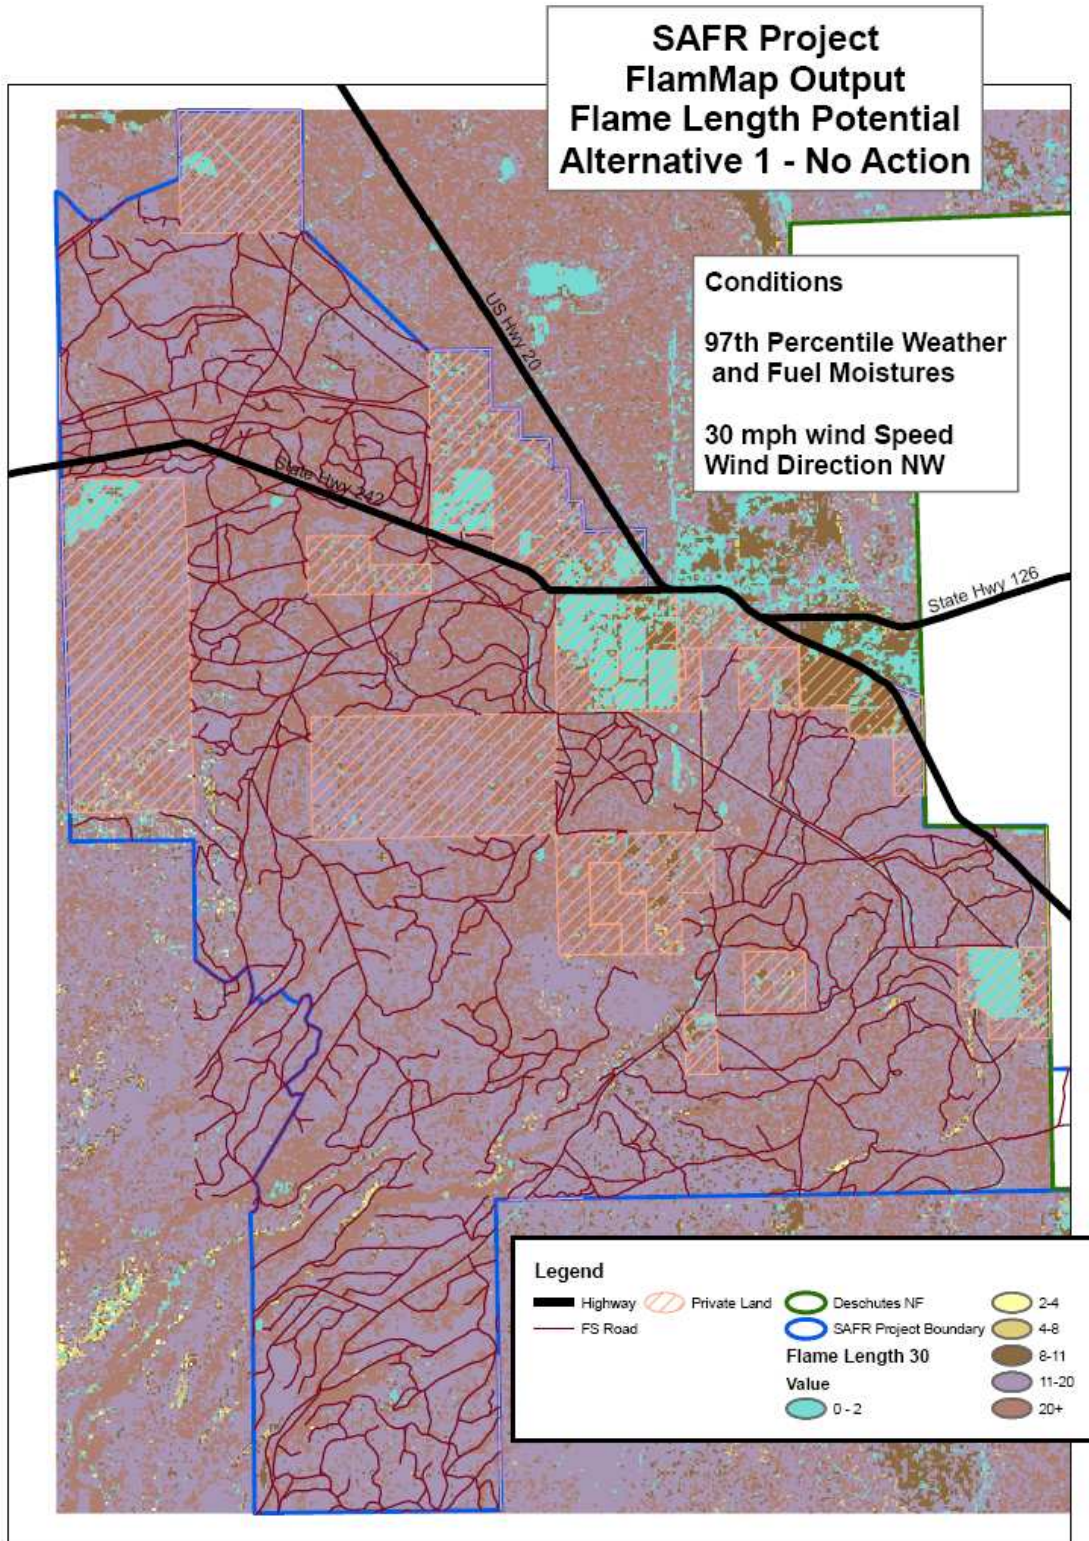 SAFR Project
FlamMap Output
Flame Length Potential
Alternative 1 - No Action
Conditions
97th Percentile Weather
and Fuel Moistures
30 mph wind Speed
Wind Direction NW
US Hwy 20
State Hwy 242
State Hwy 126
Legend
Highway
Private Land
Deschutes NF
2-4
FS Road
SAFR Project Boundary
4-8
Flame Length 30
8-11
Value
11-20
0 - 2
20+